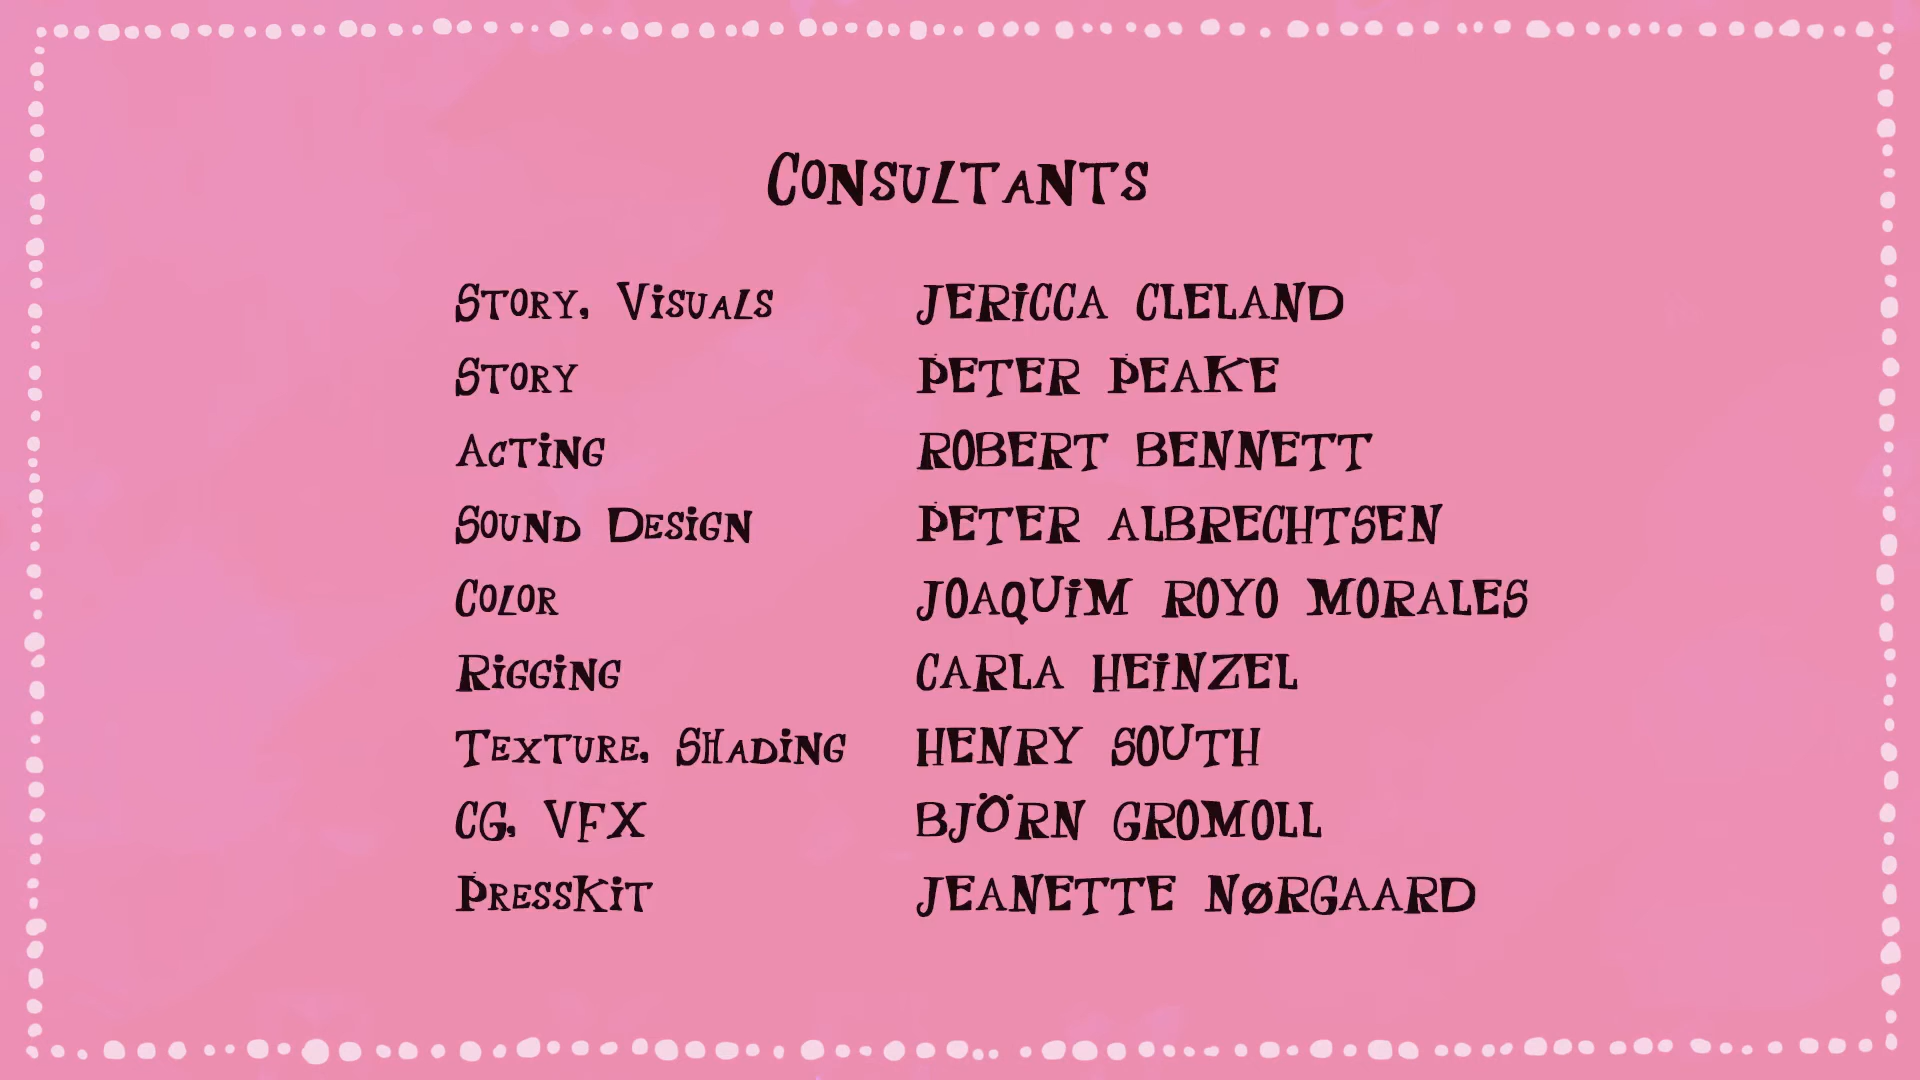 Consultants
Story, Visuals JERICCA CLELAND
Story PETER PEAKE
Acting ROBERT BENNETT
Sound Design PETER ALBRECHTSEN
Color JOAQUIM ROYO MORALES
Rigging CARLA HEINZEL
Texture, Shading HENRY SOUTH
CG, VFX BJÖRN GROMOLL
PressKit JEANETTE NØRGAARD